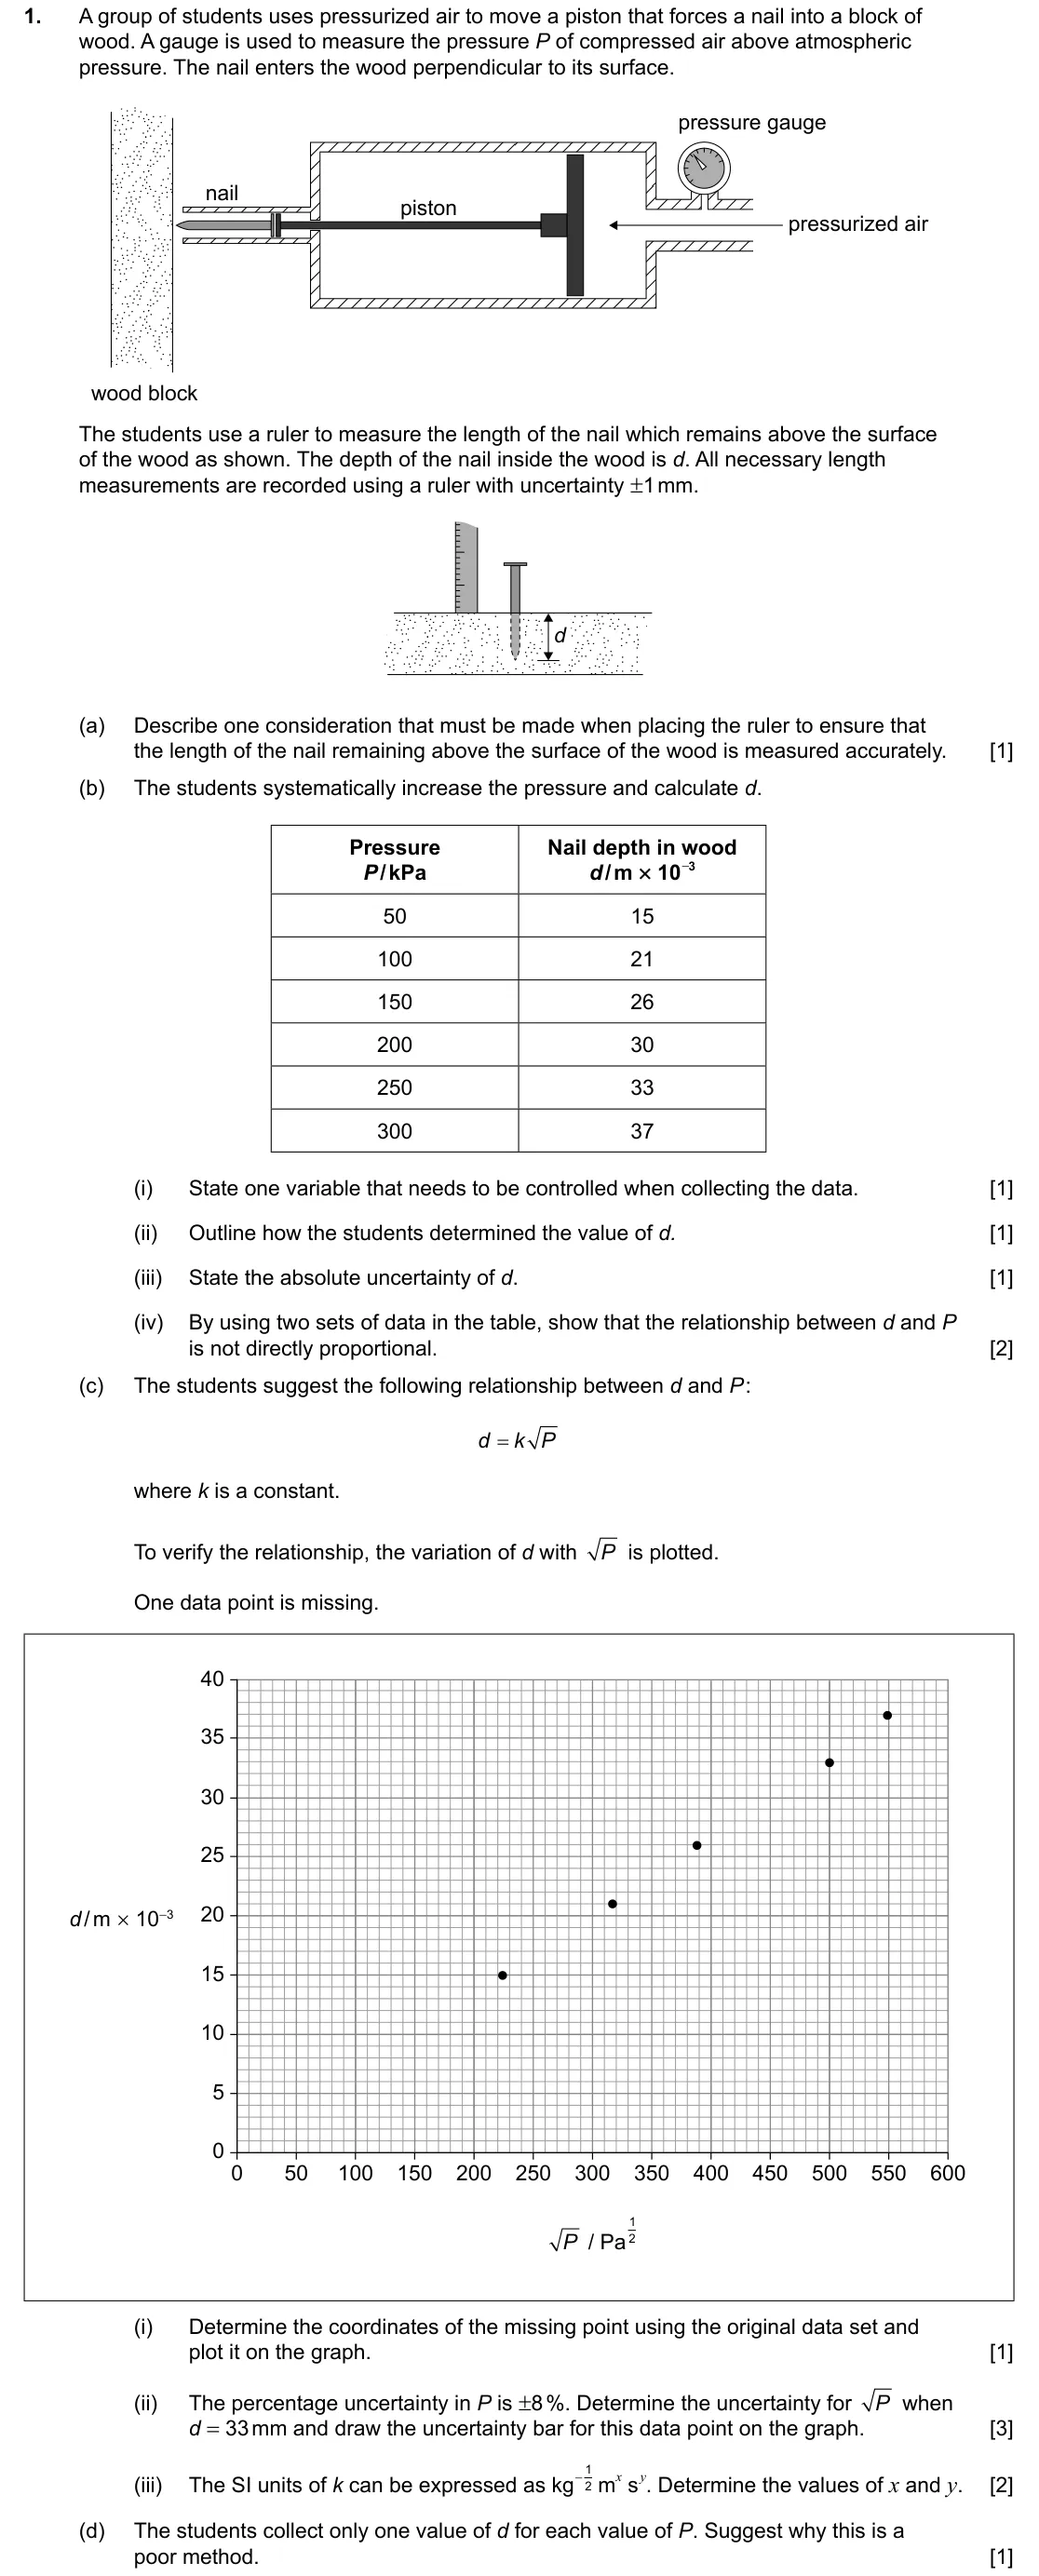 1. A group of students uses pressurized air to move a piston that forces a nail into a block of
wood. A gauge is used to measure the pressure P of compressed air above atmospheric
pressure. The nail enters the wood perpendicular to its surface.
pressure gauge
nail
piston
pressurized air
wood block
The students use a ruler to measure the length of the nail which remains above the surface
of the wood as shown. The depth of the nail inside the wood is d. All necessary length
measurements are recorded using a ruler with uncertainty ±1 mm.
d
(a) Describe one consideration that must be made when placing the ruler to ensure that
the length of the nail remaining above the surface of the wood is measured accurately. [1]
(b) The students systematically increase the pressure and calculate d.
Pressure Nail depth in wood
P/kPa d/m × 10⁻³
50 15
100 21
150 26
200 30
250 33
300 37
(i) State one variable that needs to be controlled when collecting the data. [1]
(ii) Outline how the students determined the value of d. [1]
(iii) State the absolute uncertainty of d. [1]
(iv) By using two sets of data in the table, show that the relationship between d and P
is not directly proportional. [2]
(c) The students suggest the following relationship between d and P:
d = k√P
where k is a constant.
To verify the relationship, the variation of d with √P is plotted.
One data point is missing.
40
35
30
25
d/m × 10⁻³ 20
15
10
5
0
0 50 100 150 200 250 300 350 400 450 500 550 600
√P / Pa^(1/2)
(i) Determine the coordinates of the missing point using the original data set and
plot it on the graph. [1]
(ii) The percentage uncertainty in P is ±8 %. Determine the uncertainty for √P when
d = 33 mm and draw the uncertainty bar for this data point on the graph. [3]
(iii) The SI units of k can be expressed as kg^(-1/2) m^x s^y. Determine the values of x and y. [2]
(d) The students collect only one value of d for each value of P. Suggest why this is a
poor method. [1]